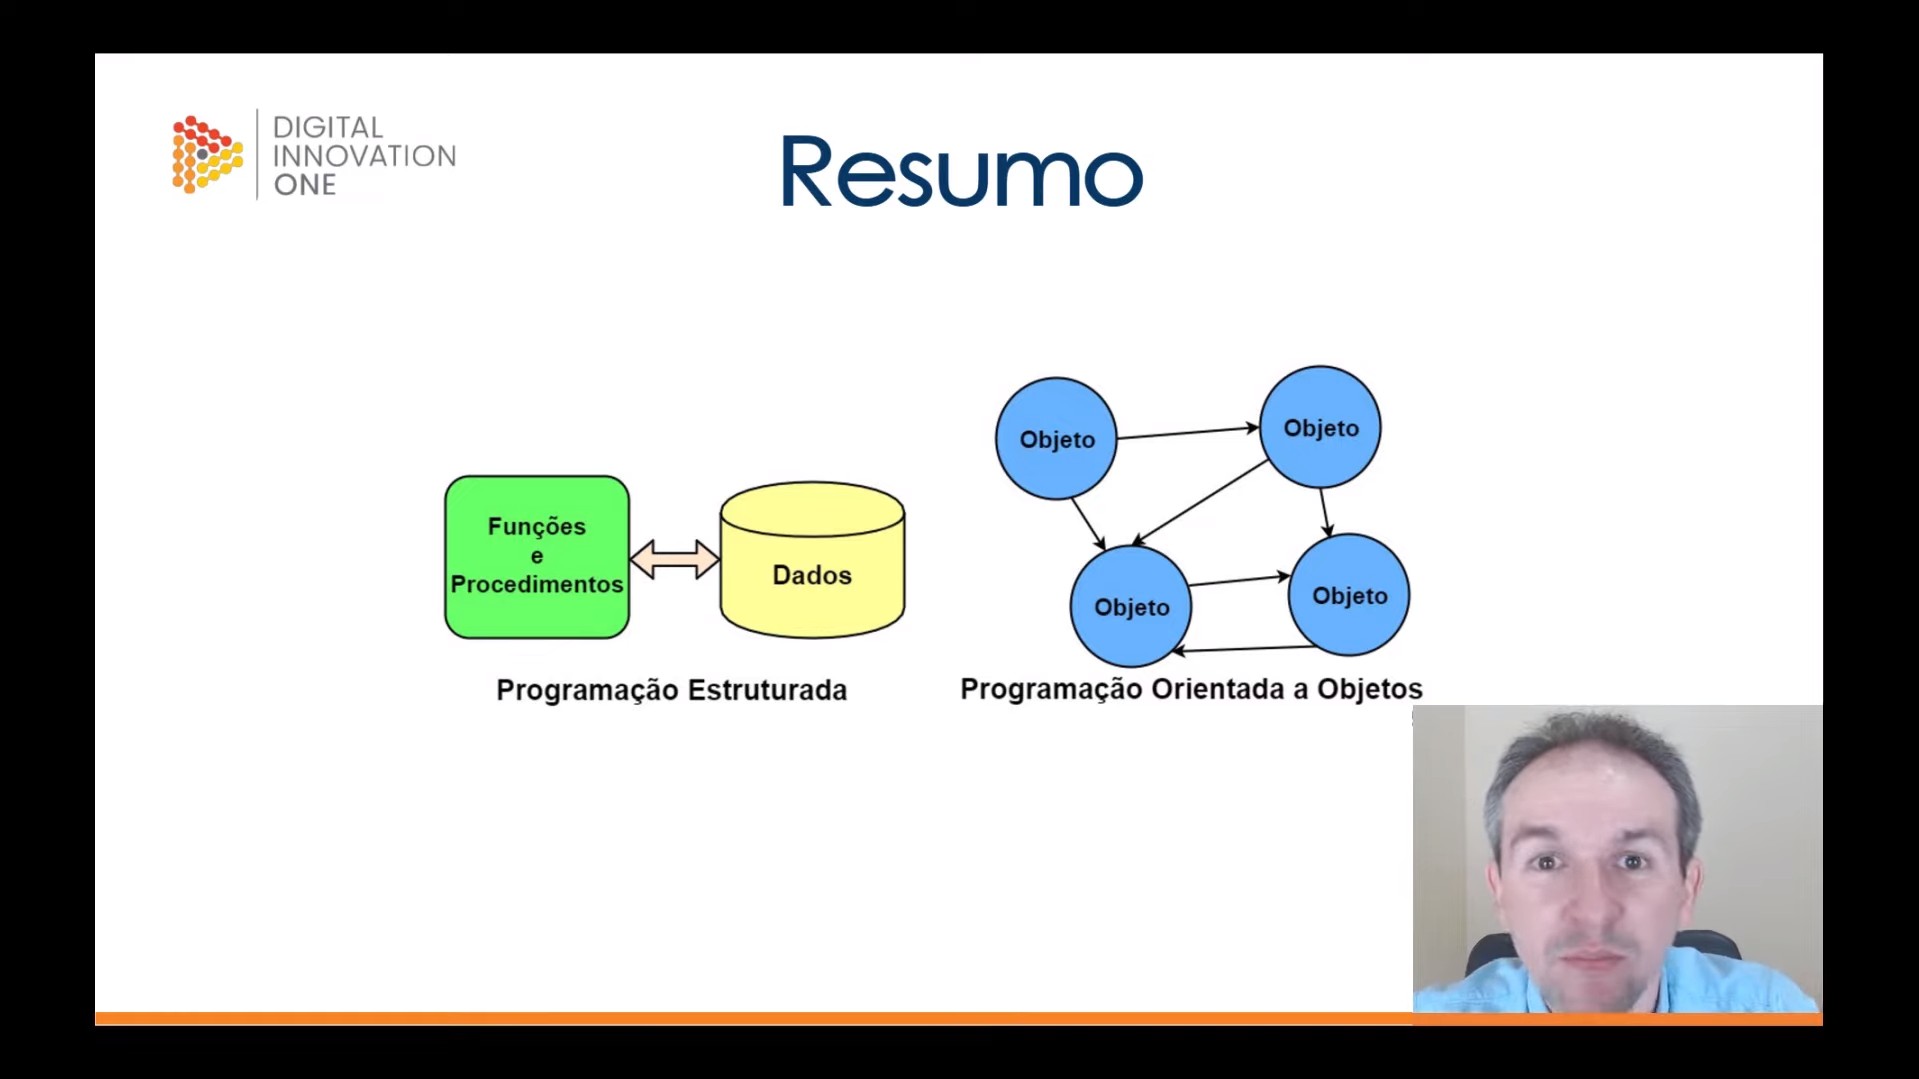 DIGITAL
INNOVATION
ONE
Resumo
Funções
e
Procedimentos
Dados
Programação Estruturada
Objeto
Objeto
Objeto
Objeto
Programação Orientada a Objetos